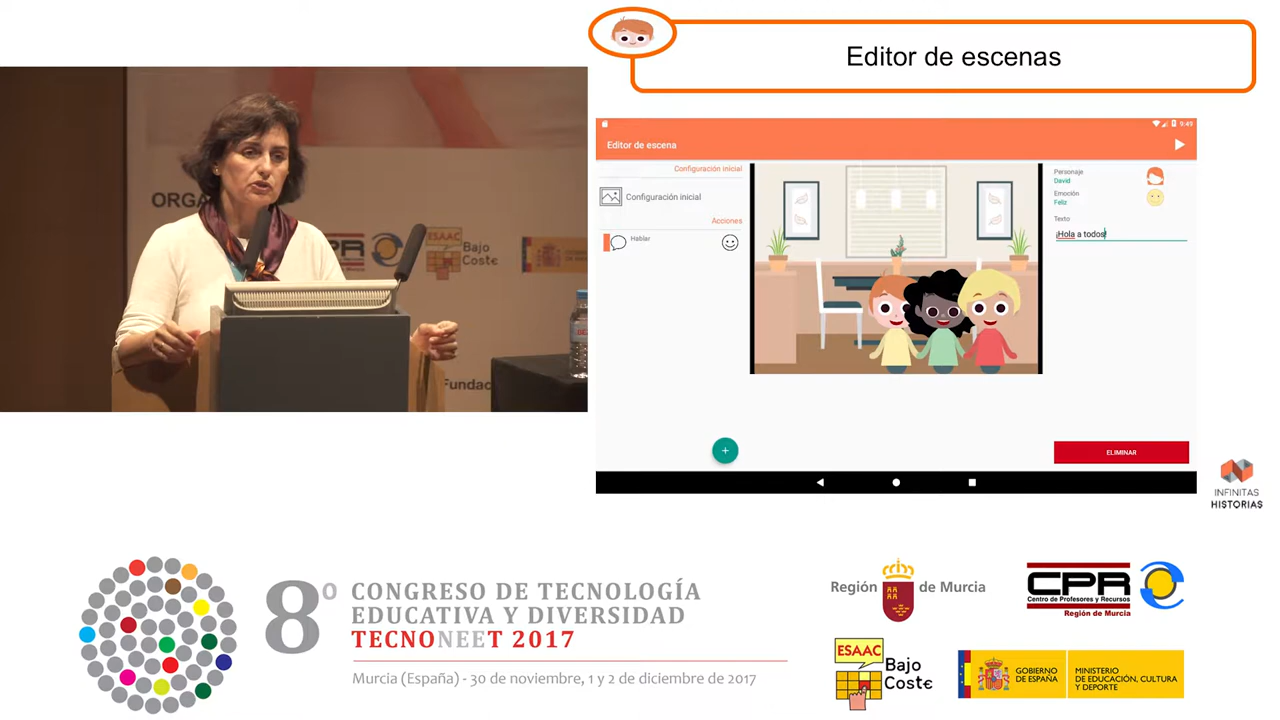 Editor de escenas
ORGA
CPR
ESAAC
Bajo
Coste
Fundac
9:49
Editor de escena
Configuración inicial
Configuración inicial
Acciones
Hablar
Personaje
David
Emoción
Feliz
Texto
¡Hola a todos!
ELIMINAR
INFINITAS
HISTORIAS
8º CONGRESO DE TECNOLOGÍA
EDUCATIVA Y DIVERSIDAD
TECNONEET 2017
Murcia (España) - 30 de noviembre, 1 y 2 de diciembre de 2017
Región de Murcia
CPR
Centro de Profesores y Recursos
Región de Murcia
ESAAC
Bajo
Coste
GOBIERNO
DE ESPAÑA
MINISTERIO
DE EDUCACIÓN, CULTURA
Y DEPORTE